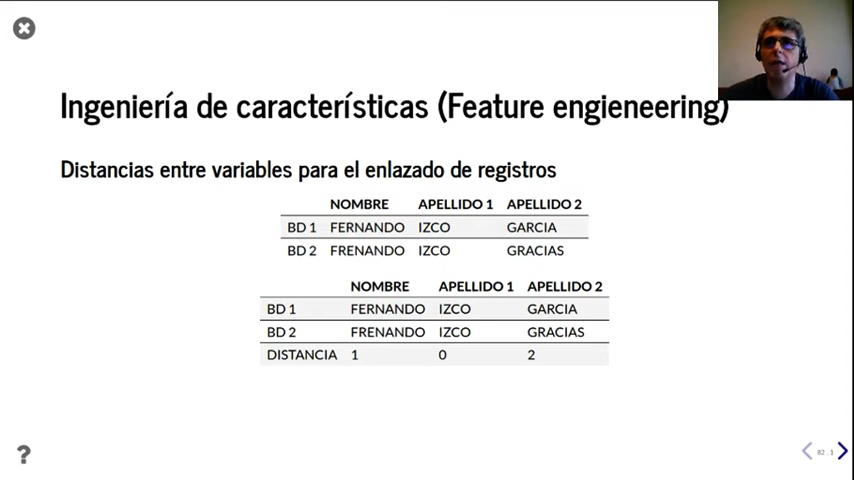 Ingeniería de características (Feature engieneering)
Distancias entre variables para el enlazado de registros
NOMBRE APELLIDO 1 APELLIDO 2
BD 1 FERNANDO IZCO GARCIA
BD 2 FRENANDO IZCO GRACIAS
NOMBRE APELLIDO 1 APELLIDO 2
BD 1 FERNANDO IZCO GARCIA
BD 2 FRENANDO IZCO GRACIAS
DISTANCIA 1 0 2
?
82 . 1